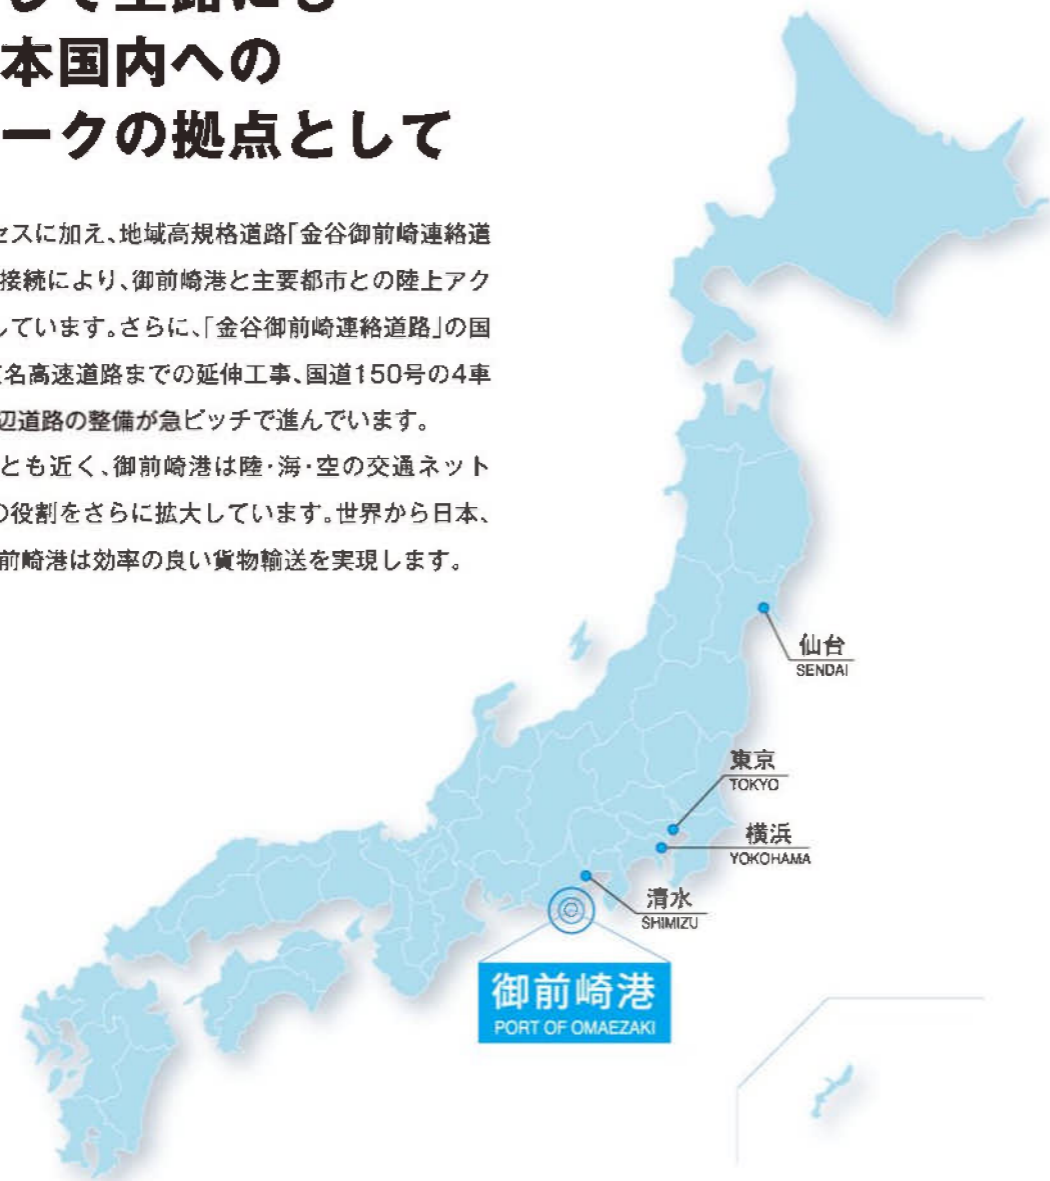 本国内への
ークの拠点として
セスに加え、地域高規格道路「金谷御前崎連絡道
接続により、御前崎港と主要都市との陸上アク
しています。さらに、「金谷御前崎連絡道路」の国
名高速道路までの延伸工事、国道150号の4車
辺道路の整備が急ピッチで進んでいます。
とも近く、御前崎港は陸・海・空の交通ネット
の役割をさらに拡大しています。世界から日本、
前崎港は効率の良い貨物輸送を実現します。
仙台
SENDAI
東京
TOKYO
横浜
YOKOHAMA
清水
SHIMIZU
御前崎港
PORT OF OMAEZAKI